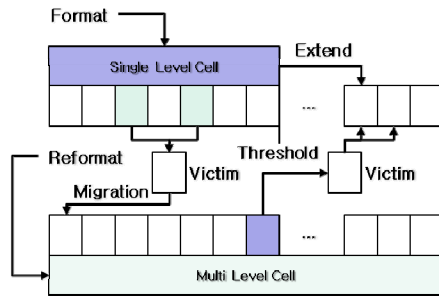 Format
Single Level Cell
Extend
...
Reformat
Victim
Threshold
Victim
Migration
...
Multi Level Cell